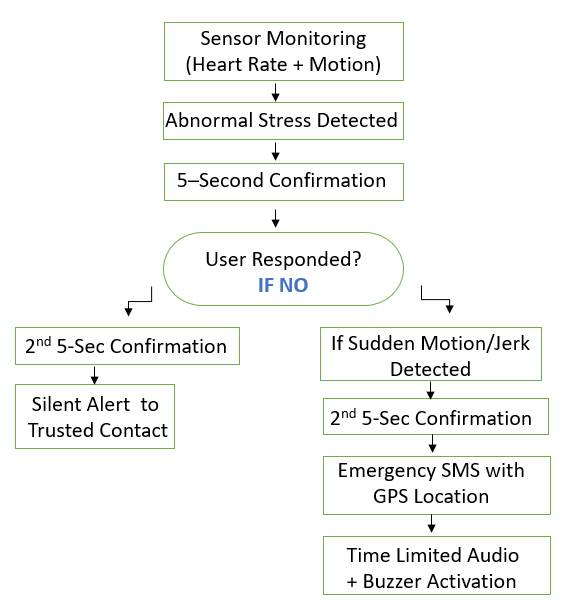 Sensor Monitoring
(Heart Rate + Motion)
Abnormal Stress Detected
5–Second Confirmation
User Responded?
IF NO
2nd 5-Sec Confirmation
Silent Alert to
Trusted Contact
If Sudden Motion/Jerk
Detected
2nd 5-Sec Confirmation
Emergency SMS with
GPS Location
Time Limited Audio
+ Buzzer Activation